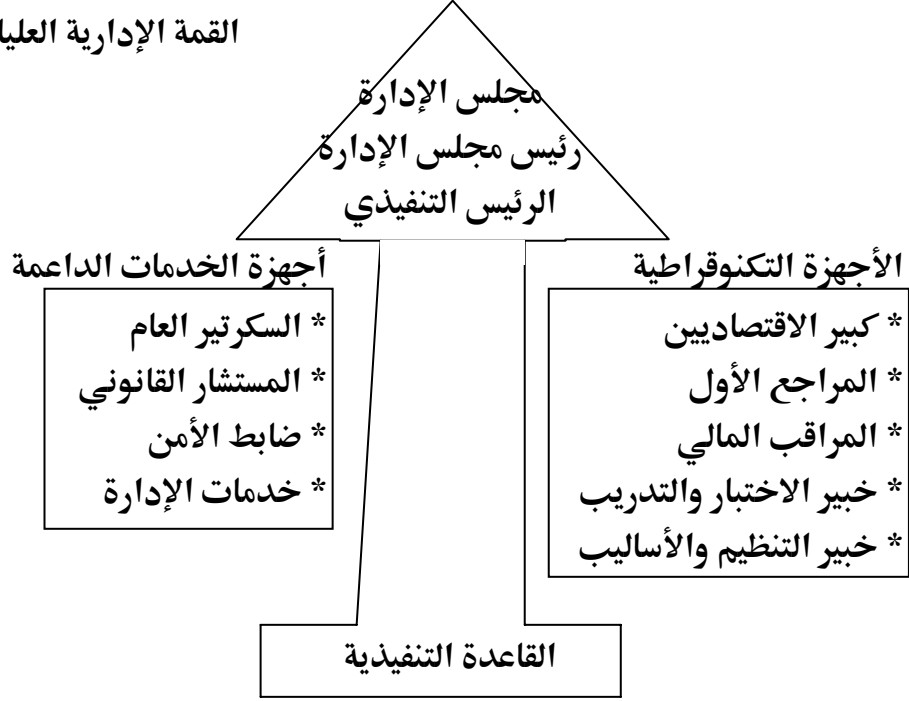 القمة الإدارية العليا
مجلس الإدارة
رئيس مجلس الإدارة
الرئيس التنفيذي
الأجهزة التكنوقراطية
* كبير الاقتصاديين
* المراجع الأول
* المراقب المالي
* خبير الاختبار والتدريب
* خبير التنظيم والأساليب
أجهزة الخدمات الداعمة
* السكرتير العام
* المستشار القانوني
* ضابط الأمن
* خدمات الإدارة
القاعدة التنفيذية